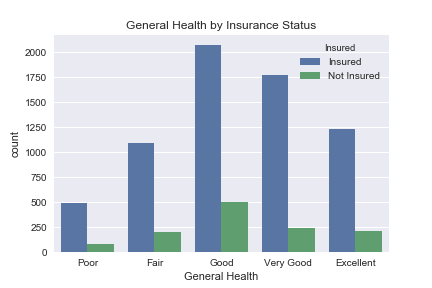 General Health by Insurance Status
Insured
Insured
Not Insured
count
2000
1750
1500
1250
1000
750
500
250
0
Poor Fair Good Very Good Excellent
General Health